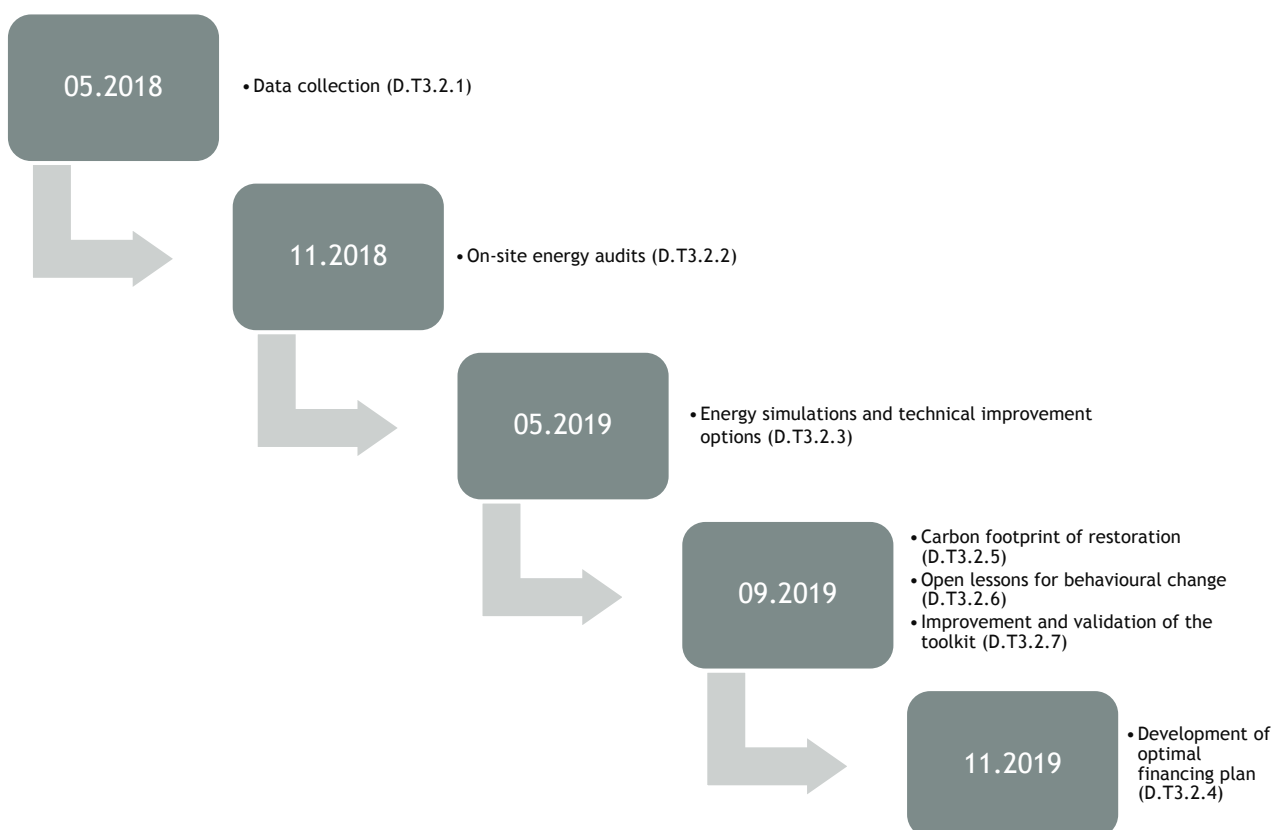 05.2018
• Data collection (D.T3.2.1)
11.2018
• On-site energy audits (D.T3.2.2)
05.2019
• Energy simulations and technical improvement
options (D.T3.2.3)
09.2019
• Carbon footprint of restoration
(D.T3.2.5)
• Open lessons for behavioural change
(D.T3.2.6)
• Improvement and validation of the
toolkit (D.T3.2.7)
11.2019
• Development of
optimal
financing plan
(D.T3.2.4)